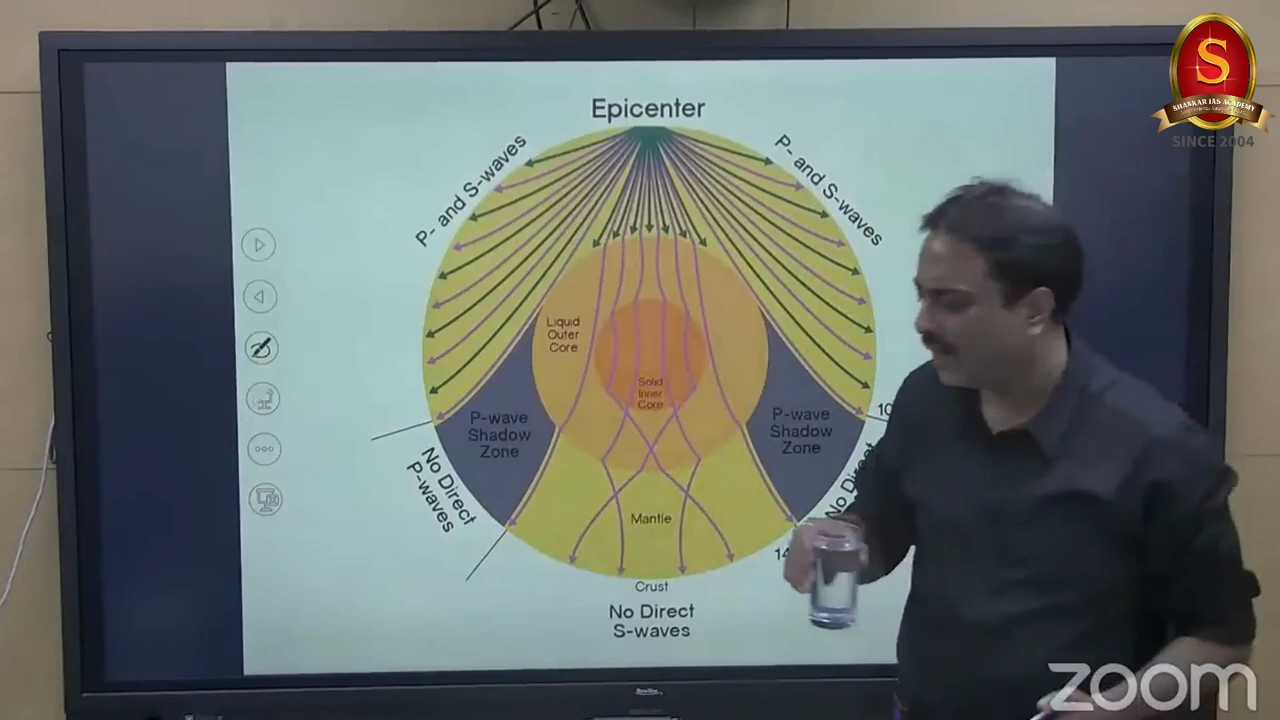 Epicenter
P- and S-waves
P- and S-waves
S
SHANKAR IAS ACADEMY
SINCE 2004
Liquid
Outer
Core
Solid
Inner
Core
P-wave
Shadow
Zone
P-wave
Shadow
Zone
10
No Direct
P-waves
No Direct
Mantle
14
Crust
No Direct
S-waves
zoom